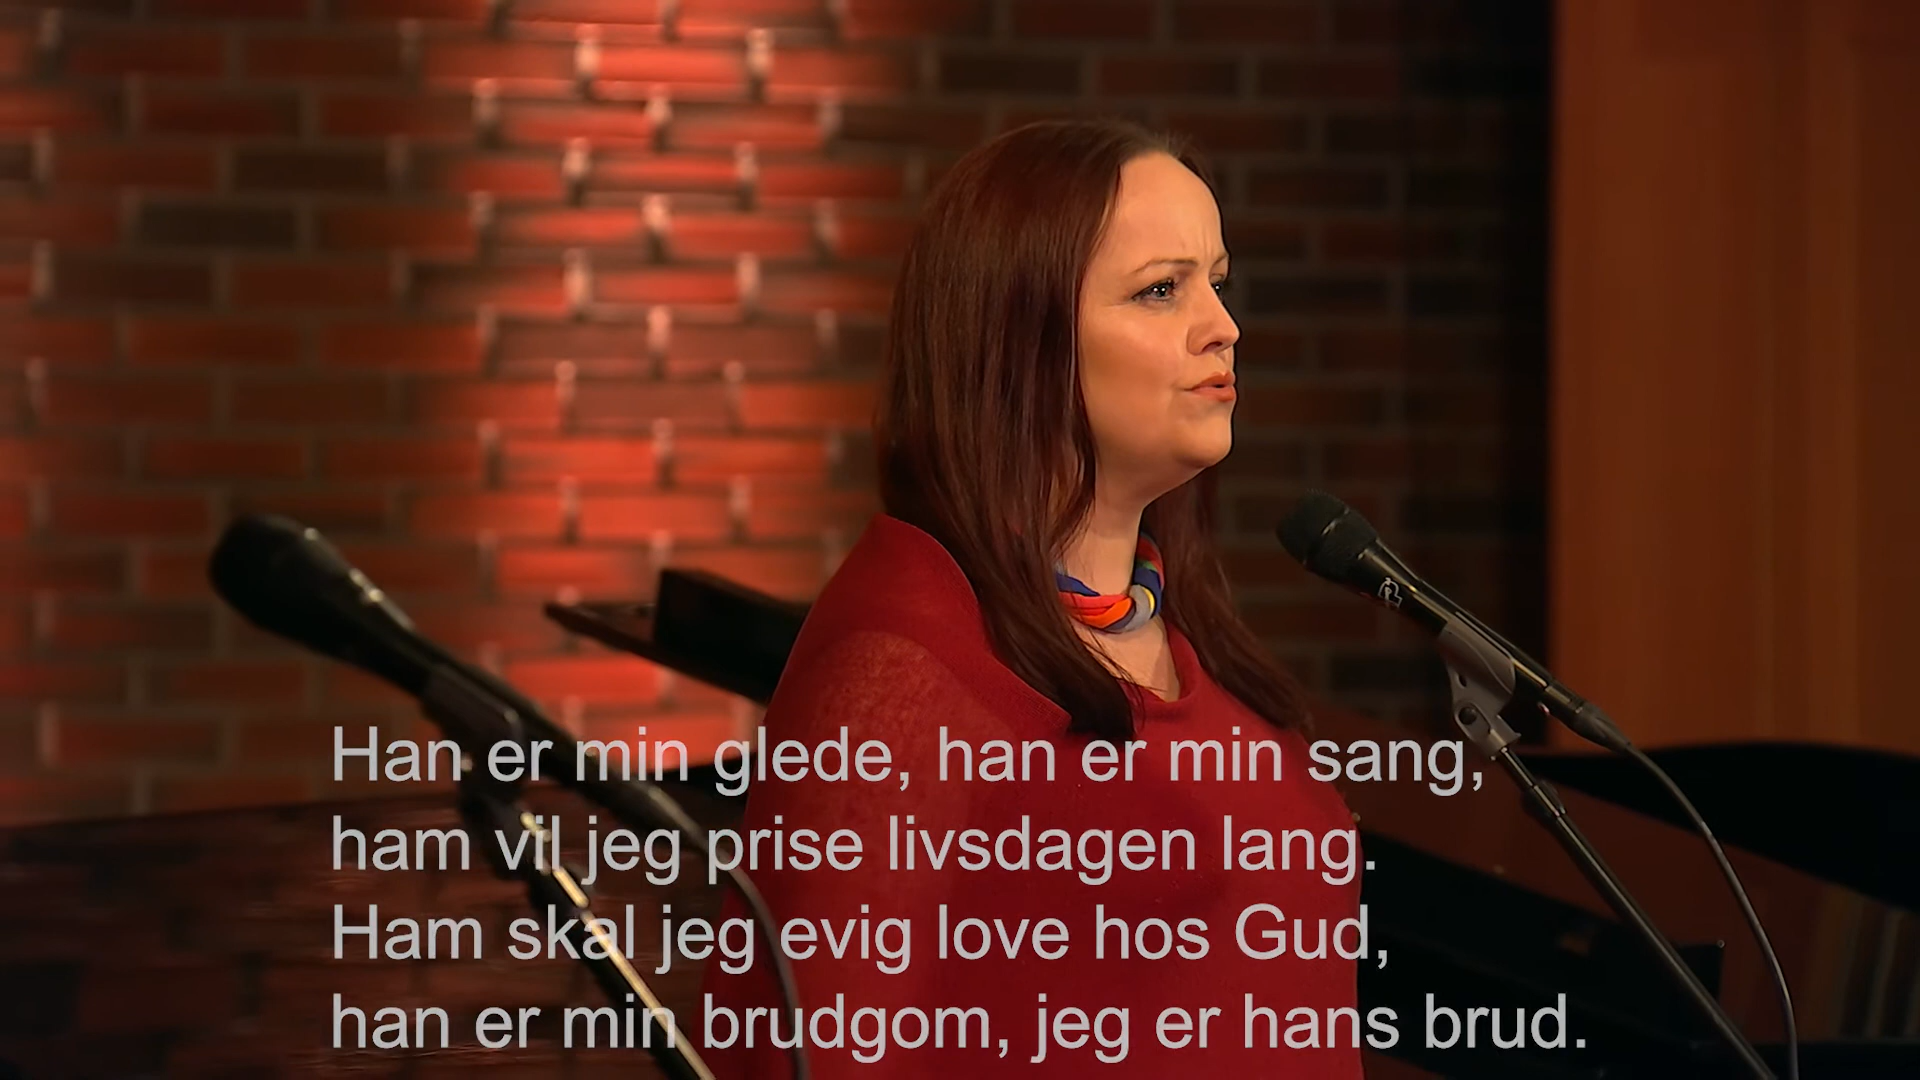 Han er min glede, han er min sang,
ham vil jeg prise livsdagen lang.
Ham skal jeg evig love hos Gud,
han er min brudgom, jeg er hans brud.